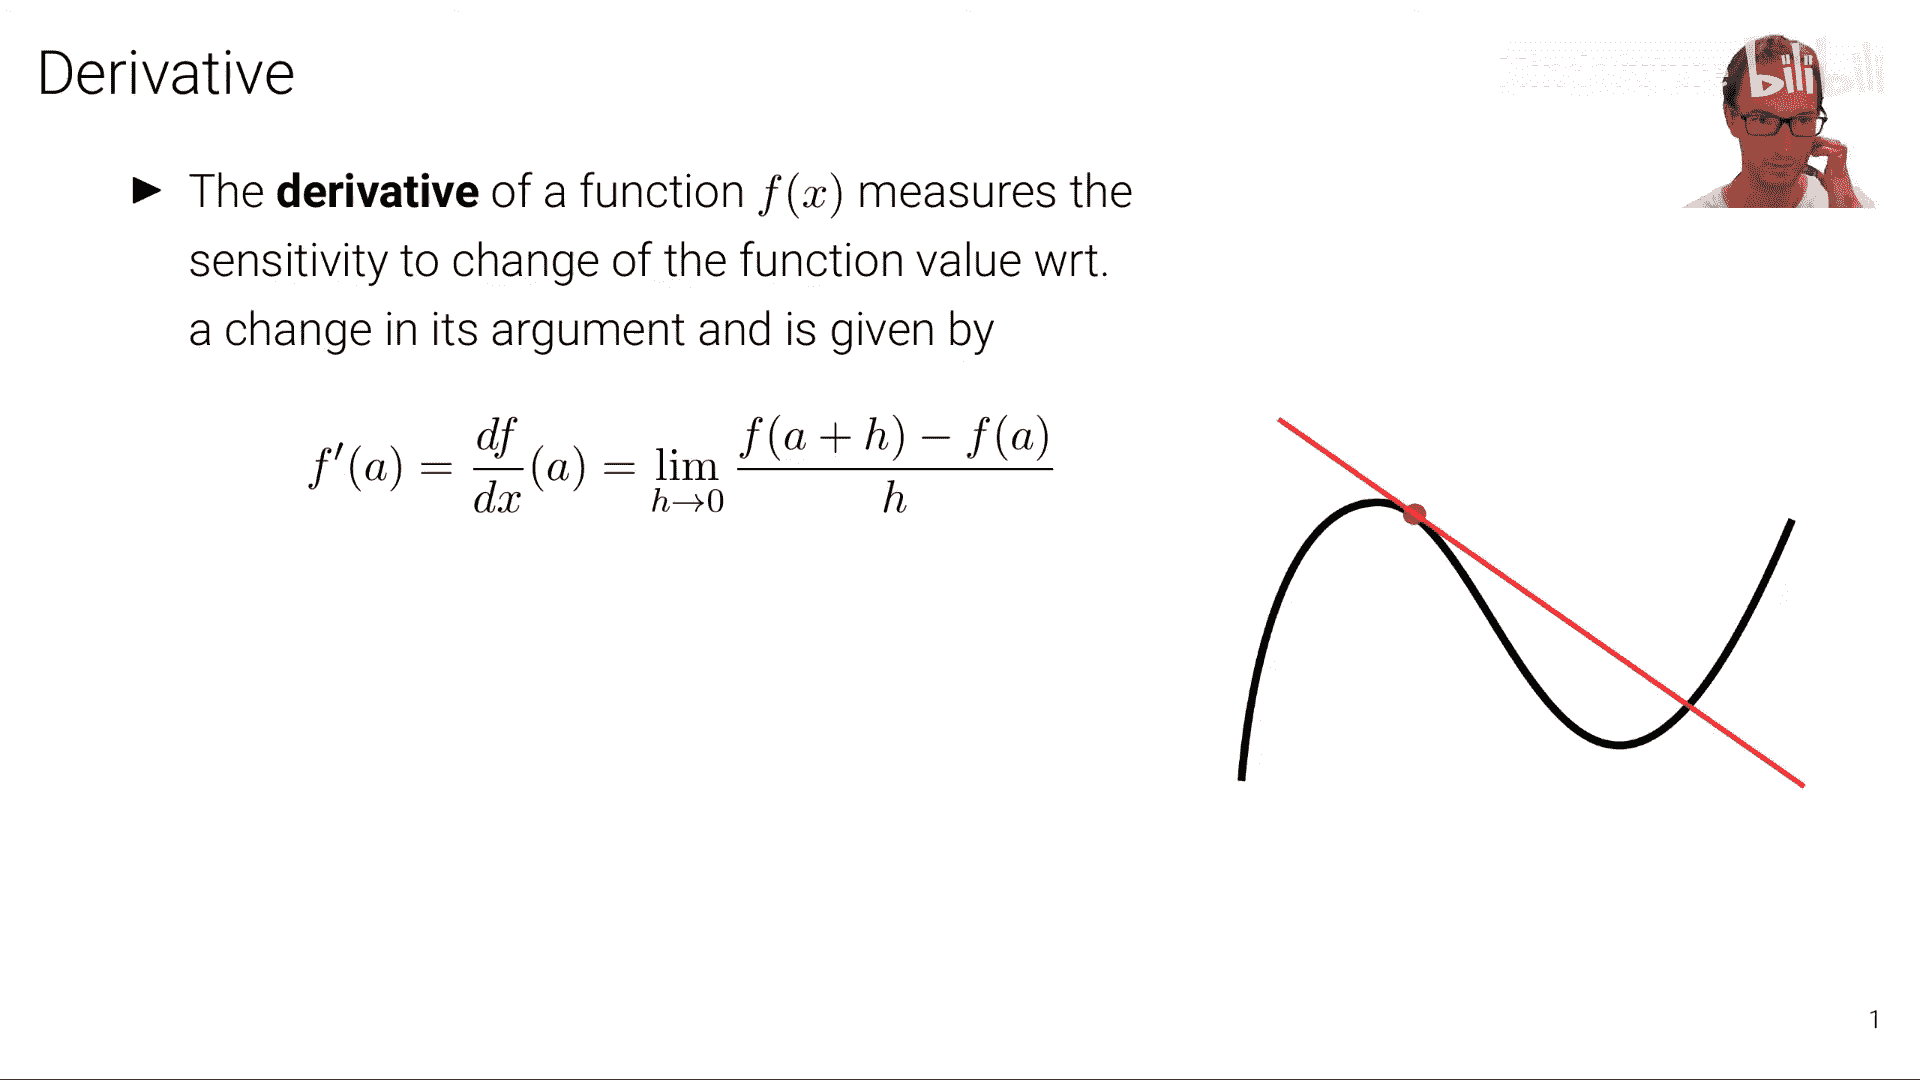 Derivative
bili
► The derivative of a function f(x) measures the
sensitivity to change of the function value wrt.
a change in its argument and is given by
f′(a) = df/dx (a) = lim h→0 (f(a + h) − f(a))/h
1